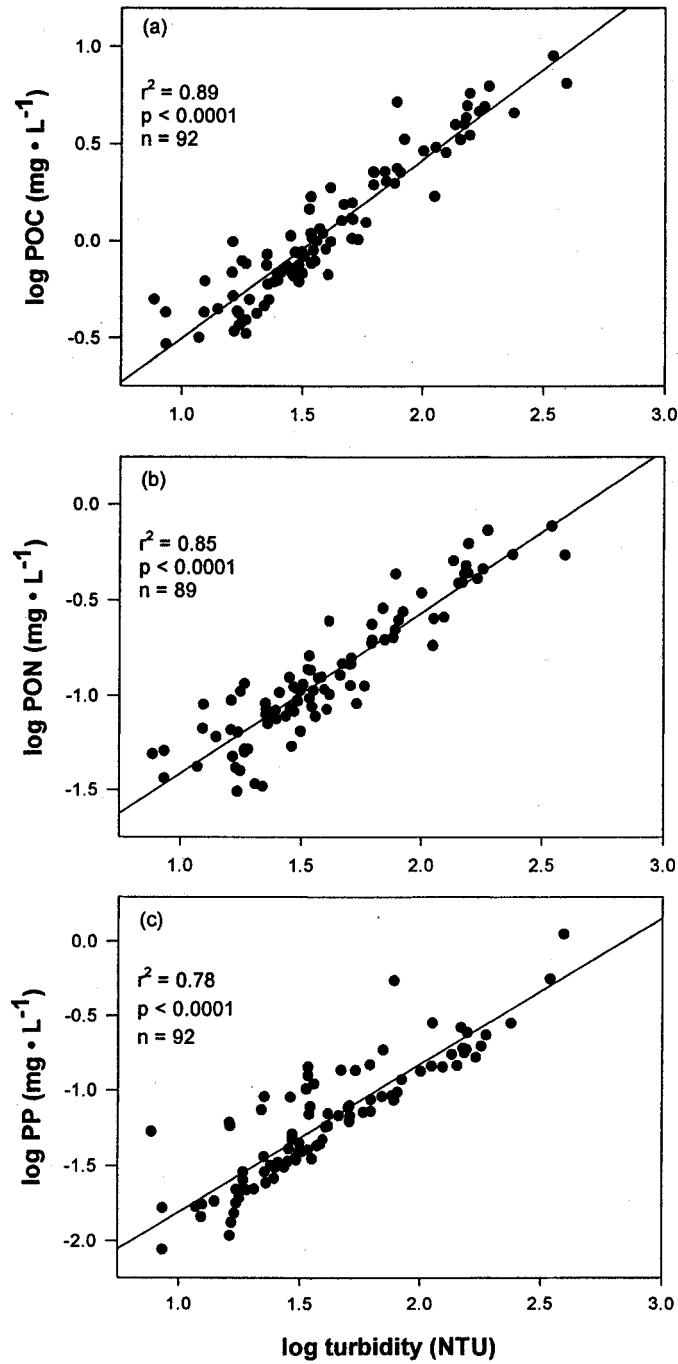 (a)
r² = 0.89
p < 0.0001
n = 92
log POC (mg • L⁻¹)
1.0
0.5
0.0
-0.5
1.0 1.5 2.0 2.5 3.0
(b)
r² = 0.85
p < 0.0001
n = 89
log PON (mg • L⁻¹)
0.0
-0.5
-1.0
-1.5
1.0 1.5 2.0 2.5 3.0
(c)
r² = 0.78
p < 0.0001
n = 92
log PP (mg • L⁻¹)
0.0
-0.5
-1.0
-1.5
-2.0
1.0 1.5 2.0 2.5 3.0
log turbidity (NTU)